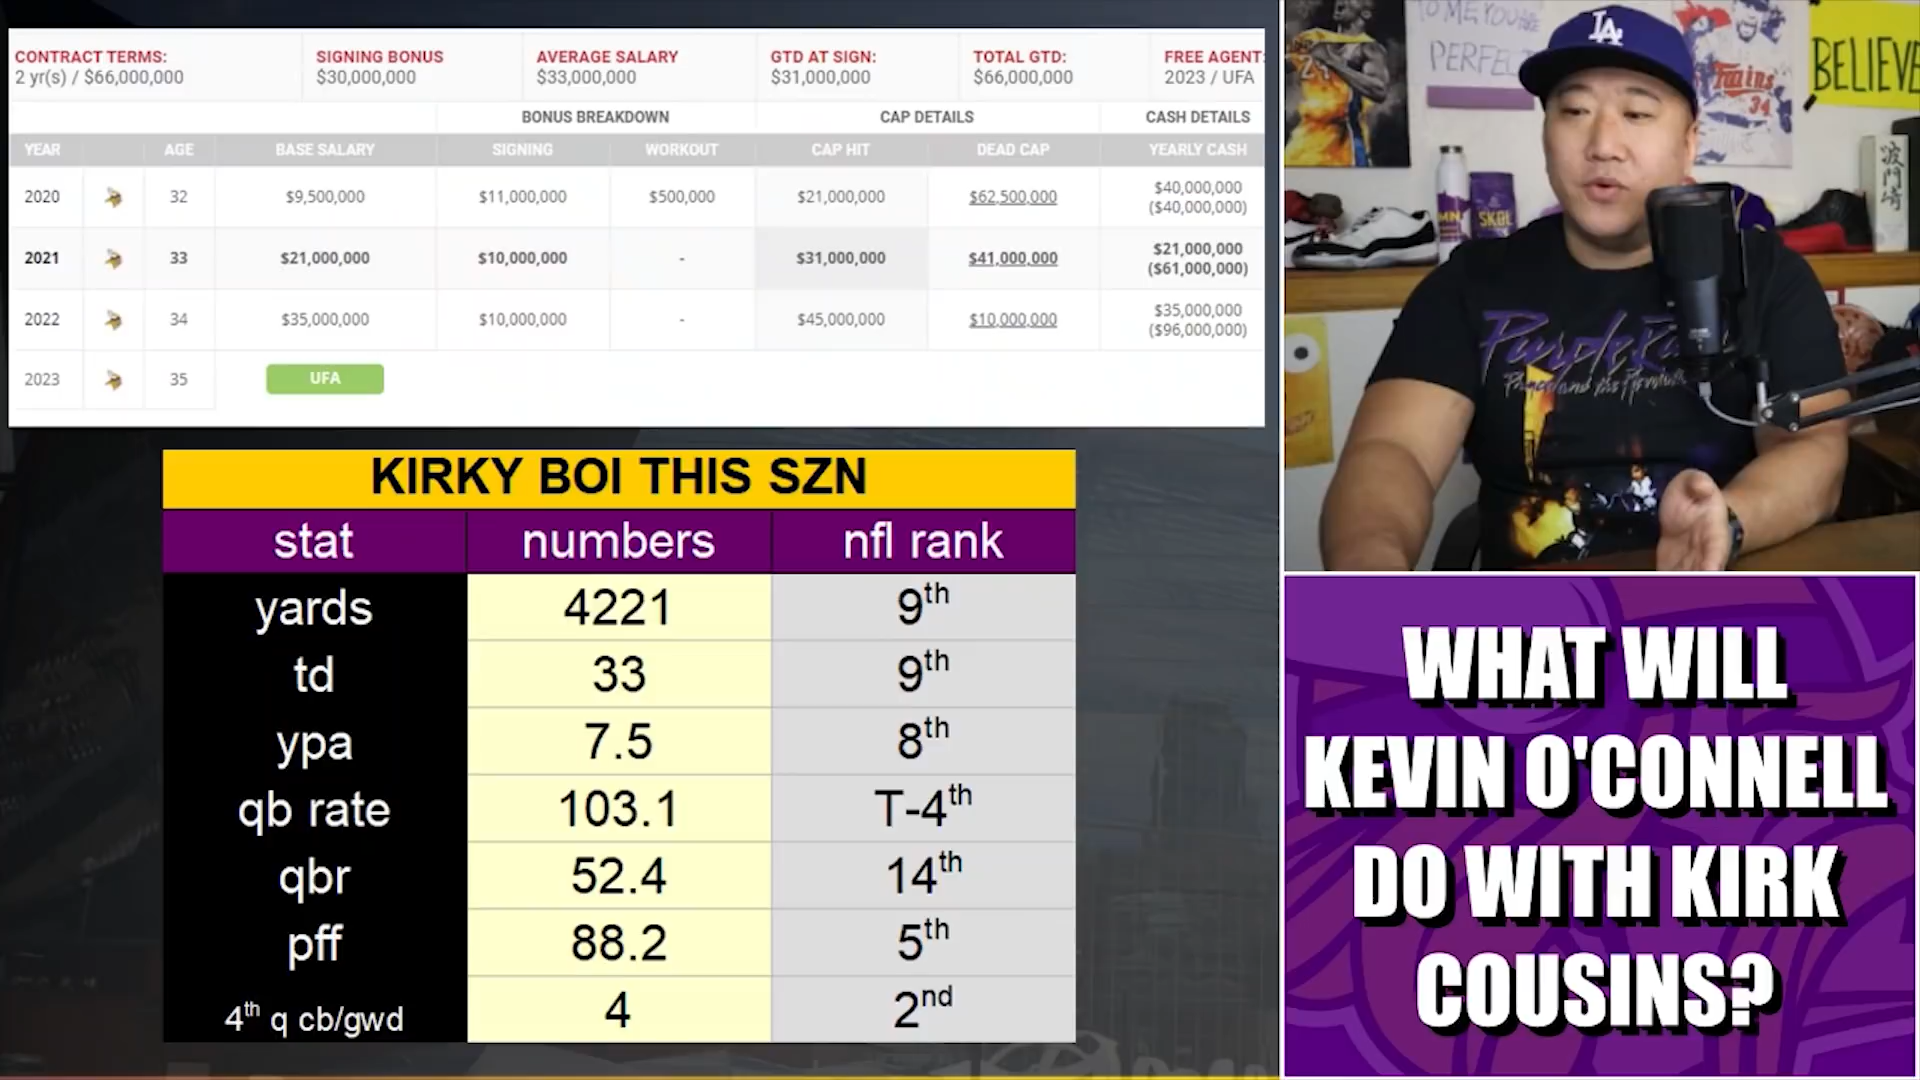 CONTRACT TERMS: SIGNING BONUS AVERAGE SALARY GTD AT SIGN: TOTAL GTD: FREE AGENT:
2 yr(s) / $66,000,000 $30,000,000 $33,000,000 $31,000,000 $66,000,000 2023 / UFA
BONUS BREAKDOWN CAP DETAILS CASH DETAILS
YEAR AGE BASE SALARY SIGNING WORKOUT CAP HIT DEAD CAP YEARLY CASH
2020 32 $9,500,000 $11,000,000 $500,000 $21,000,000 $62,500,000 $40,000,000
($40,000,000)
2021 33 $21,000,000 $10,000,000 - $31,000,000 $41,000,000 $21,000,000
($61,000,000)
2022 34 $35,000,000 $10,000,000 - $45,000,000 $10,000,000 $35,000,000
($96,000,000)
2023 35 UFA
KIRKY BOI THIS SZN
stat numbers nfl rank
yards 4221 9th
td 33 9th
ypa 7.5 8th
qb rate 103.1 T-4th
qbr 52.4 14th
pff 88.2 5th
4th q cb/gwd 4 2nd
TO ME YOU
PERFEC
LA
Twins
34
BELIEVE
SKOL
Purple
WHAT WILL
KEVIN O'CONNELL
DO WITH KIRK
COUSINS?